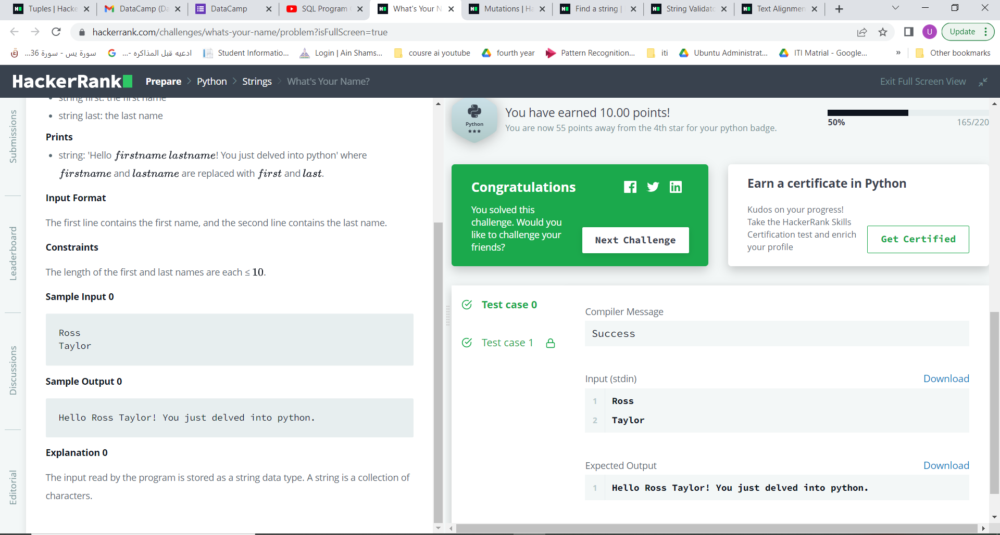 Tuples | Hacke
DataCamp (Da
DataCamp
SQL Program
What's Your N
Mutations | Ha
Find a string |
String Validato
Text Alignmen
hackerrank.com/challenges/whats-your-name/problem?isFullScreen=true
U
Update
سورة يس - سورة 36...
ادعيه قبل المذاكره -...
Student Informatio...
Login | Ain Shams...
cousre ai youtube
fourth year
Pattern Recognition...
iti
Ubuntu Administrat...
ITI Matrial - Google...
»
Other bookmarks
HackerRank
Prepare > Python > Strings > What's Your Name?
Exit Full Screen View
Submissions
Leaderboard
Discussions
Editorial
• string first: the first name
• string last: the last name
Prints
• string: 'Hello firstname lastname! You just delved into python' where
firstname and lastname are replaced with first and last.
Input Format
The first line contains the first name, and the second line contains the last name.
Constraints
The length of the first and last names are each ≤ 10.
Sample Input 0
Ross
Taylor
Sample Output 0
Hello Ross Taylor! You just delved into python.
Explanation 0
The input read by the program is stored as a string data type. A string is a collection of
characters.
Python
You have earned 10.00 points!
You are now 55 points away from the 4th star for your python badge.
50%
165/220
Congratulations
You solved this
challenge. Would you
like to challenge your
friends?
Next Challenge
Earn a certificate in Python
Kudos on your progress!
Take the HackerRank Skills
Certification test and enrich
your profile
Get Certified
Test case 0
Test case 1
Compiler Message
Success
Input (stdin)
Download
1 Ross
2 Taylor
Expected Output
Download
1 Hello Ross Taylor! You just delved into python.